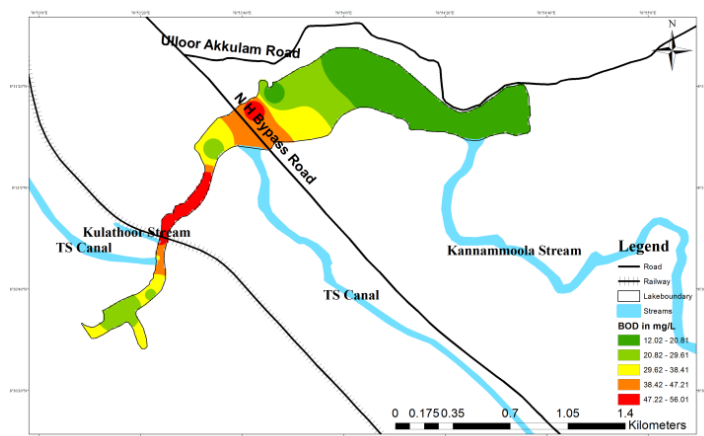 N
Ulloor Akkulam Road
N H Bypass Road
Kulathoor Stream
TS Canal
Kannammoola Stream
TS Canal
Legend
Road
Railway
Lakeboundary
Streams
BOD in mg/L
12.02 - 20.81
20.82 - 29.61
29.62 - 38.41
38.42 - 47.21
47.22 - 56.01
0 0.175 0.35 0.7 1.05 1.4
Kilometers